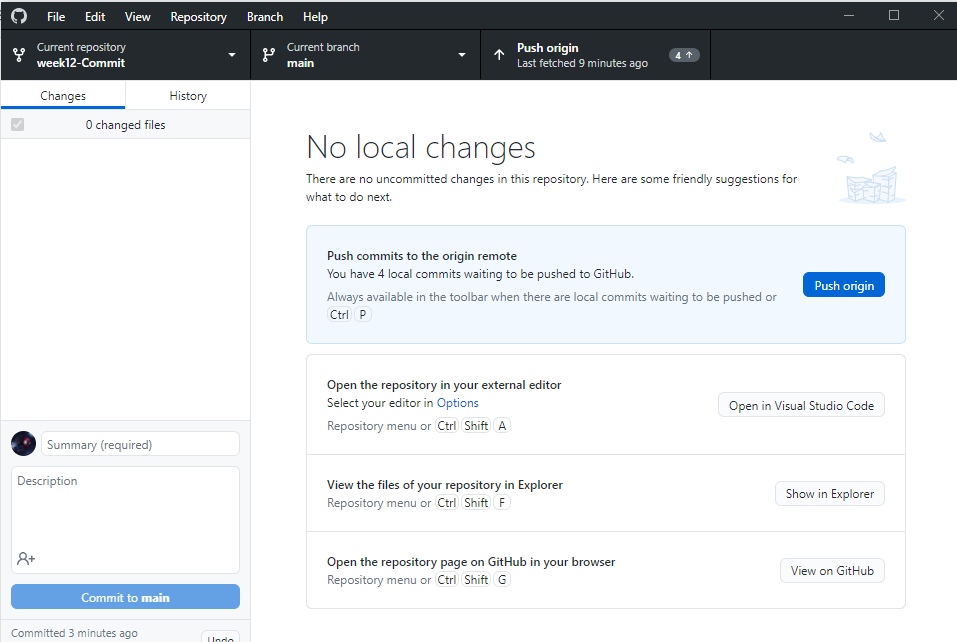 File Edit View Repository Branch Help
Current repository
week12-Commit
Current branch
main
Push origin
Last fetched 9 minutes ago
4
Changes
History
0 changed files
No local changes
There are no uncommitted changes in this repository. Here are some friendly suggestions for
what to do next.
Push commits to the origin remote
You have 4 local commits waiting to be pushed to GitHub.
Always available in the toolbar when there are local commits waiting to be pushed or
Ctrl P
Push origin
Open the repository in your external editor
Select your editor in Options
Repository menu or Ctrl Shift A
Open in Visual Studio Code
View the files of your repository in Explorer
Repository menu or Ctrl Shift F
Show in Explorer
Open the repository page on GitHub in your browser
Repository menu or Ctrl Shift G
View on GitHub
Summary (required)
Description
Commit to main
Committed 3 minutes ago
Undo